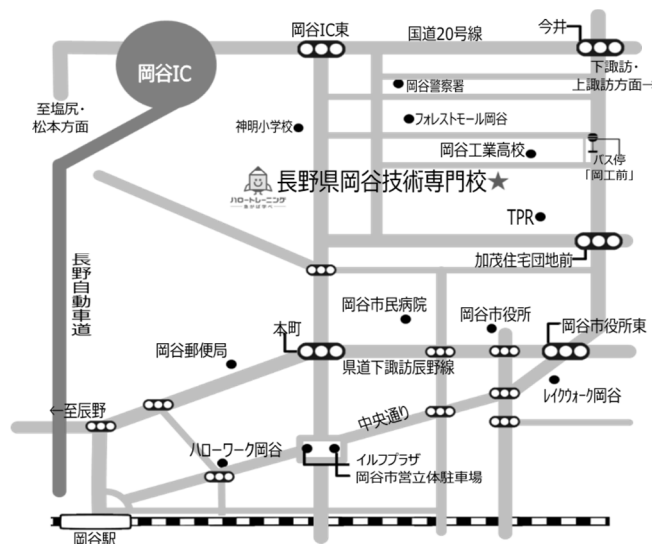 今井
岡谷IC東
国道20号線
下諏訪・
上諏訪方面→
岡谷IC
岡谷警察署
至塩尻・
松本方面
神明小学校
フォレストモール岡谷
岡谷工業高校
バス停
「岡工前」
長野県岡谷技術専門校★
ハロートレーニング
TPR
加茂住宅団地前
長野自動車道
岡谷市民病院
岡谷市役所
岡谷市役所東
本町
岡谷郵便局
県道下諏訪辰野線
レイクウォーク岡谷
←至辰野
中央通り
ハローワーク岡谷
イルフプラザ
岡谷市営立体駐車場
岡谷駅